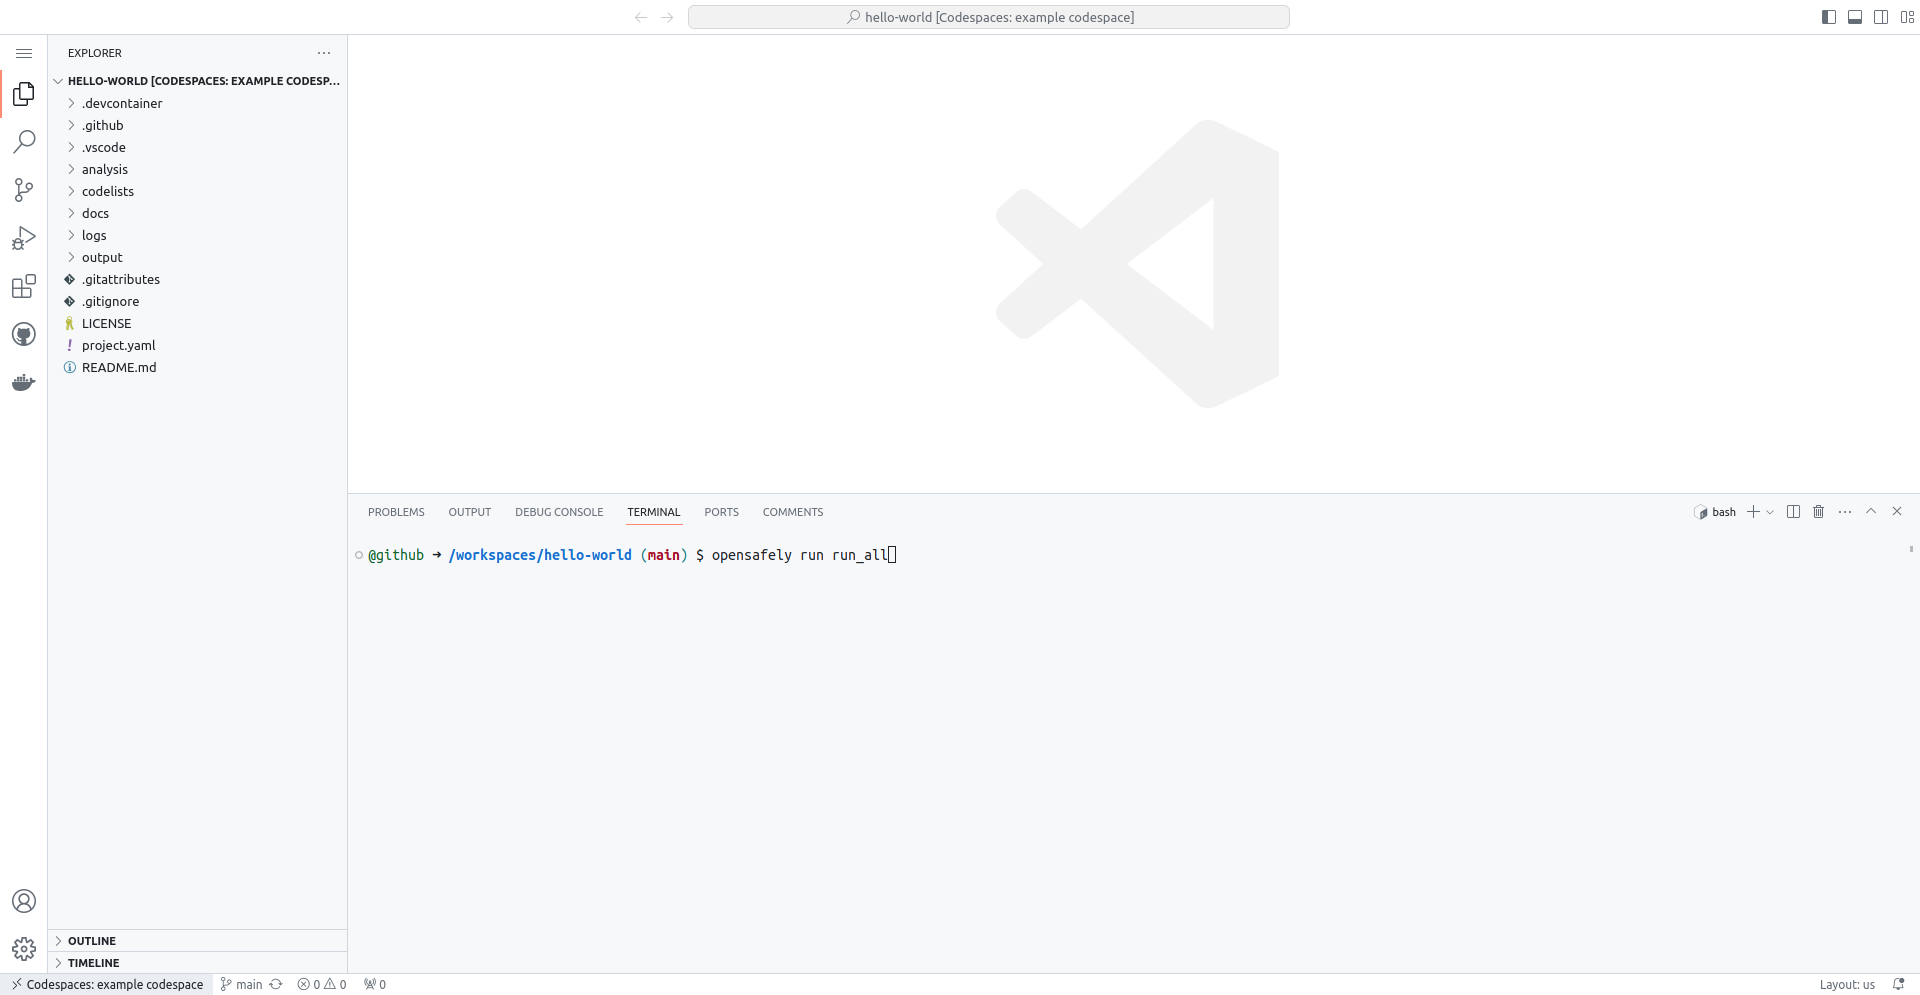 hello-world [Codespaces: example codespace]
EXPLORER
HELLO-WORLD [CODESPACES: EXAMPLE CODESP...
.devcontainer
.github
.vscode
analysis
codelists
docs
logs
output
.gitattributes
.gitignore
LICENSE
project.yaml
README.md
OUTLINE
TIMELINE
PROBLEMS OUTPUT DEBUG CONSOLE TERMINAL PORTS COMMENTS
bash
@github ➜ /workspaces/hello-world (main) $ opensafely run run_all
Codespaces: example codespace main 0 0 0 Layout: us